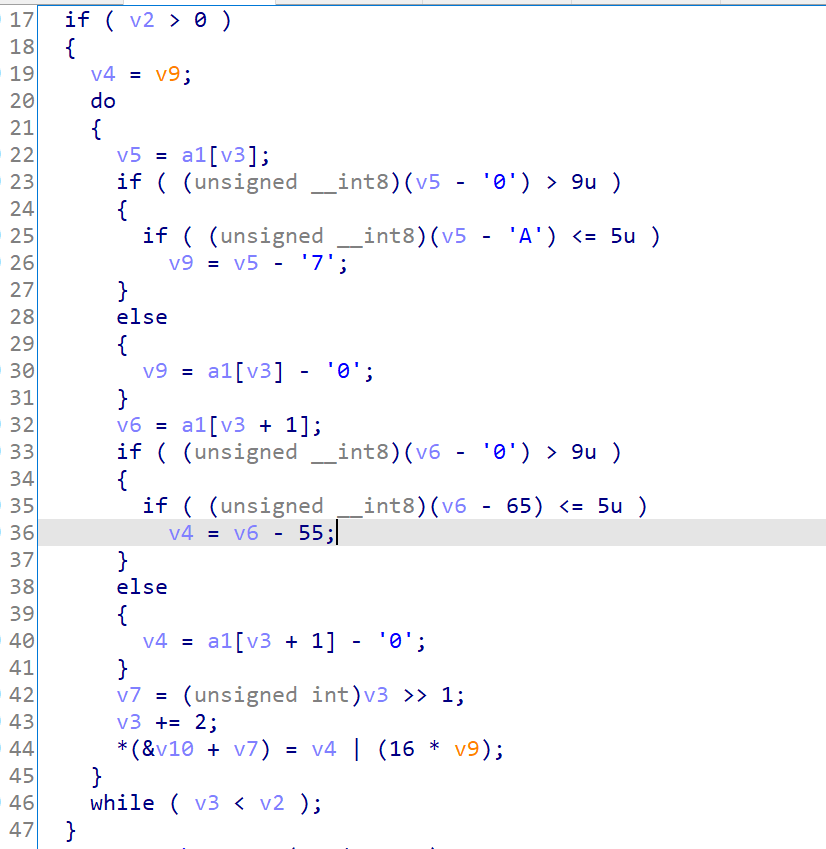 17 if ( v2 > 0 )
18 {
19 v4 = v9;
20 do
21 {
22 v5 = a1[v3];
23 if ( (unsigned __int8)(v5 - '0') > 9u )
24 {
25 if ( (unsigned __int8)(v5 - 'A') <= 5u )
26 v9 = v5 - '7';
27 }
28 else
29 {
30 v9 = a1[v3] - '0';
31 }
32 v6 = a1[v3 + 1];
33 if ( (unsigned __int8)(v6 - '0') > 9u )
34 {
35 if ( (unsigned __int8)(v6 - 65) <= 5u )
36 v4 = v6 - 55;
37 }
38 else
39 {
40 v4 = a1[v3 + 1] - '0';
41 }
42 v7 = (unsigned int)v3 >> 1;
43 v3 += 2;
44 *(&v10 + v7) = v4 | (16 * v9);
45 }
46 while ( v3 < v2 );
47 }